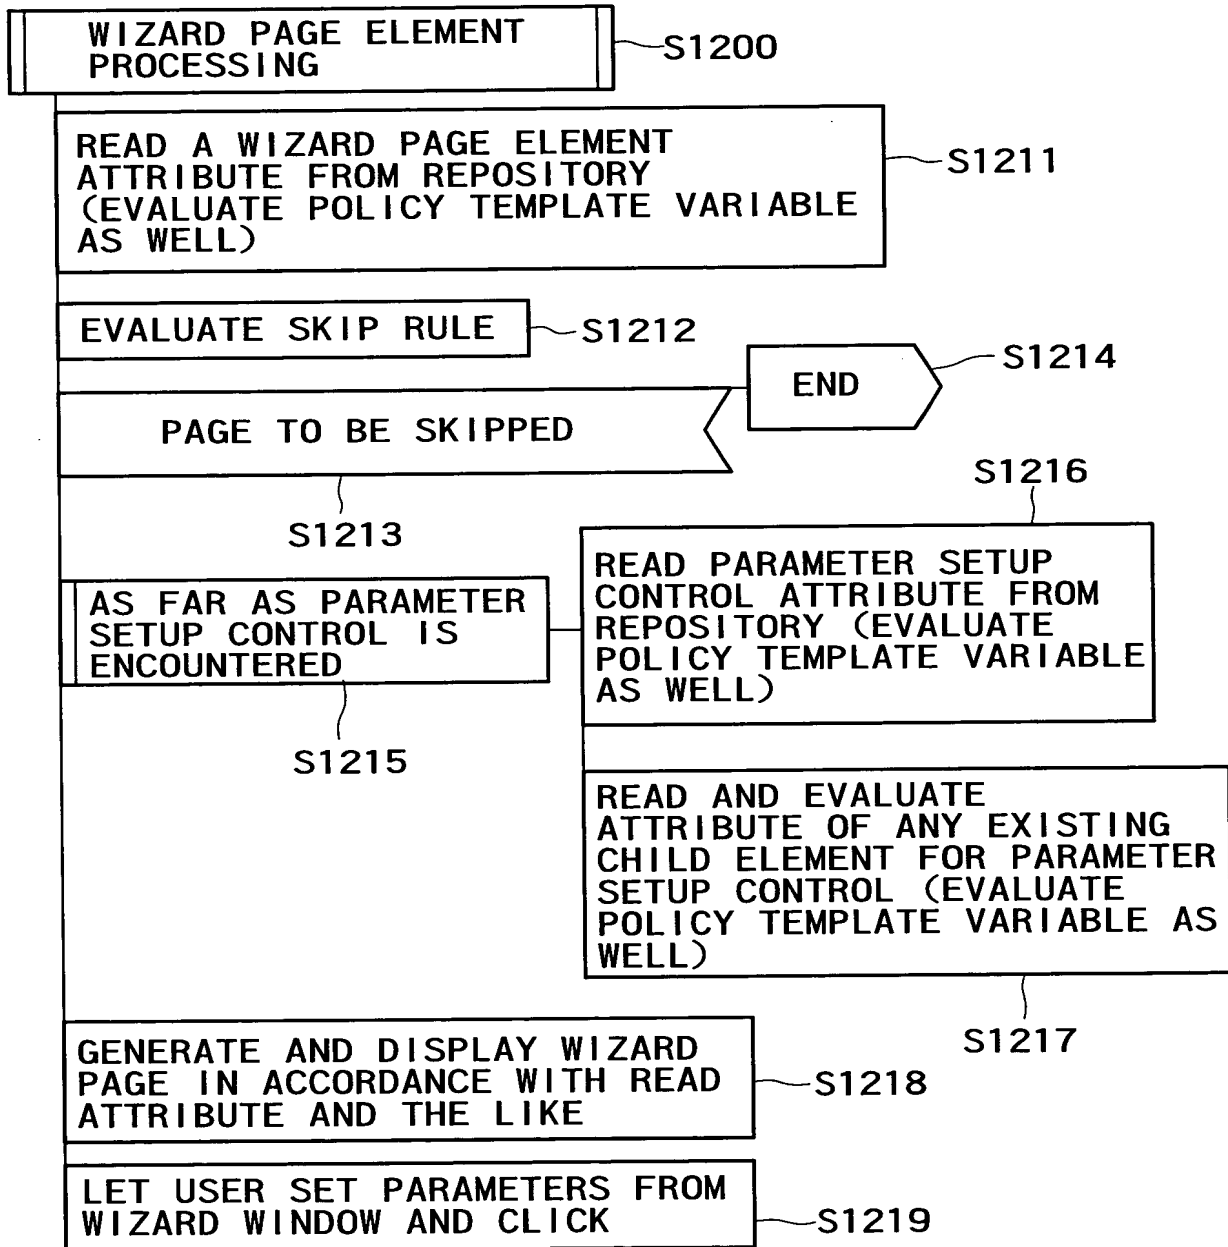 WIZARD PAGE ELEMENT
PROCESSING
S1200
READ A WIZARD PAGE ELEMENT
ATTRIBUTE FROM REPOSITORY
(EVALUATE POLICY TEMPLATE VARIABLE
AS WELL)
S1211
EVALUATE SKIP RULE
S1212
END
S1214
PAGE TO BE SKIPPED
S1213
AS FAR AS PARAMETER
SETUP CONTROL IS
ENCOUNTERED
S1215
S1216
READ PARAMETER SETUP
CONTROL ATTRIBUTE FROM
REPOSITORY (EVALUATE
POLICY TEMPLATE VARIABLE
AS WELL)
READ AND EVALUATE
ATTRIBUTE OF ANY EXISTING
CHILD ELEMENT FOR PARAMETER
SETUP CONTROL (EVALUATE
POLICY TEMPLATE VARIABLE AS
WELL)
S1217
GENERATE AND DISPLAY WIZARD
PAGE IN ACCORDANCE WITH READ
ATTRIBUTE AND THE LIKE
S1218
LET USER SET PARAMETERS FROM
WIZARD WINDOW AND CLICK
S1219